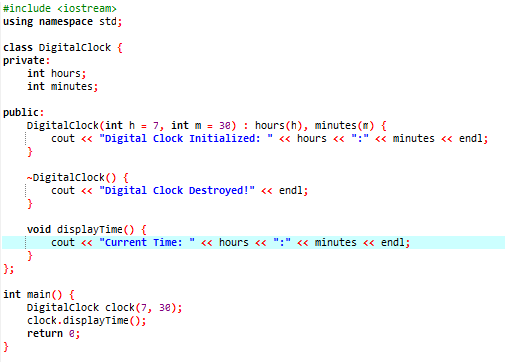 #include <iostream>
using namespace std;

class DigitalClock {
private:
    int hours;
    int minutes;

public:
    DigitalClock(int h = 7, int m = 30) : hours(h), minutes(m) {
        cout << "Digital Clock Initialized: " << hours << ":" << minutes << endl;
    }

    ~DigitalClock() {
        cout << "Digital Clock Destroyed!" << endl;
    }

    void displayTime() {
        cout << "Current Time: " << hours << ":" << minutes << endl;
    }
};

int main() {
    DigitalClock clock(7, 30);
    clock.displayTime();
    return 0;
}